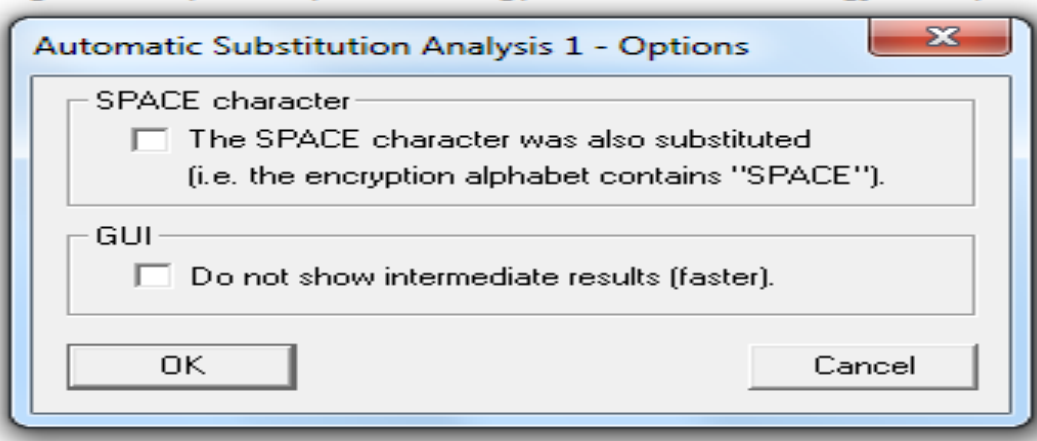 Automatic Substitution Analysis 1 - Options
SPACE character
The SPACE character was also substituted
(i.e. the encryption alphabet contains ''SPACE'').
GUI
Do not show intermediate results (faster).
OK
Cancel